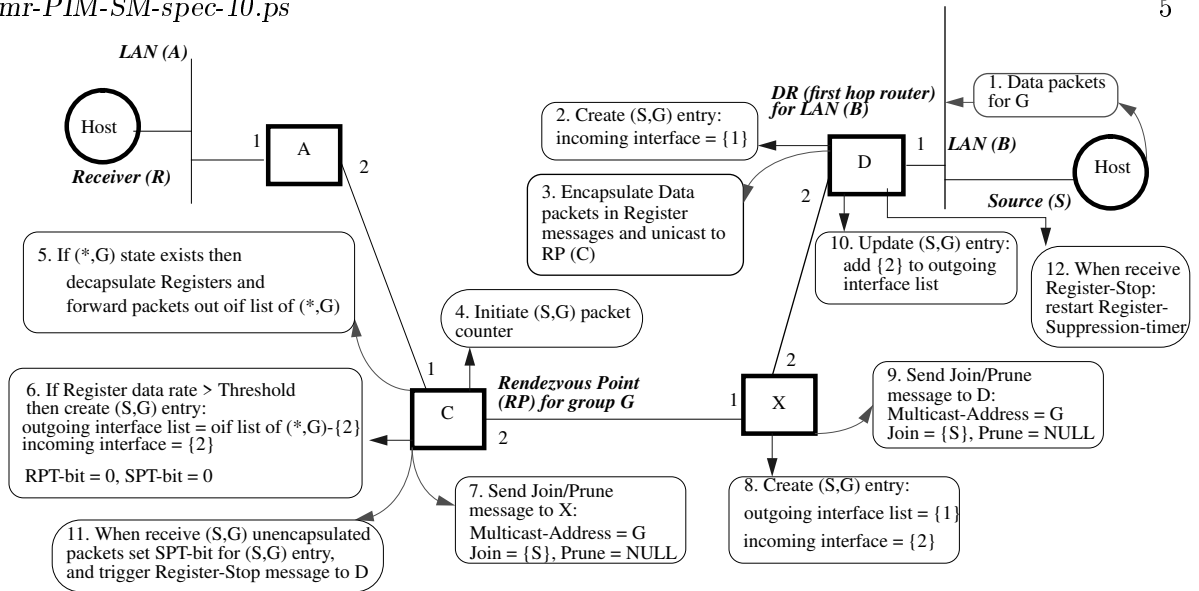 mr-PIM-SM-spec-10.ps
5
LAN (A)
Host
Receiver (R)
1
A
2
DR (first hop router)
for LAN (B)
1. Data packets
for G
2. Create (S,G) entry:
incoming interface = {1}
D
1
LAN (B)
Host
Source (S)
2
3. Encapsulate Data
packets in Register
messages and unicast to
RP (C)
10. Update (S,G) entry:
add {2} to outgoing
interface list
12. When receive
Register-Stop:
restart Register-
Suppression-timer
5. If (*,G) state exists then
decapsulate Registers and
forward packets out oif list of (*,G)
4. Initiate (S,G) packet
counter
1
C
2
Rendezvous Point
(RP) for group G
2
1
X
9. Send Join/Prune
message to D:
Multicast-Address = G
Join = {S}, Prune = NULL
6. If Register data rate > Threshold
then create (S,G) entry:
outgoing interface list = oif list of (*,G)-{2}
incoming interface = {2}
RPT-bit = 0, SPT-bit = 0
7. Send Join/Prune
message to X:
Multicast-Address = G
Join = {S}, Prune = NULL
8. Create (S,G) entry:
outgoing interface list = {1}
incoming interface = {2}
11. When receive (S,G) unencapsulated
packets set SPT-bit for (S,G) entry,
and trigger Register-Stop message to D